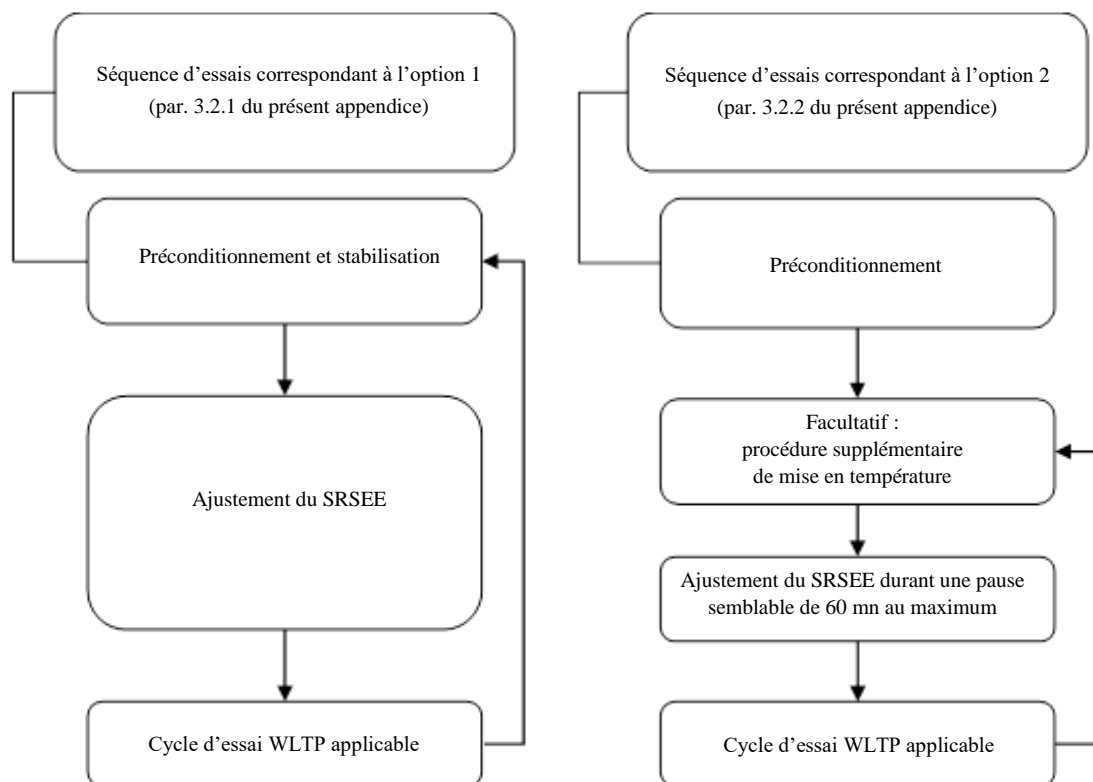 Séquence d’essais correspondant à l’option 1
(par. 3.2.1 du présent appendice)
Préconditionnement et stabilisation
Ajustement du SRSEE
Cycle d’essai WLTP applicable
Séquence d’essais correspondant à l’option 2
(par. 3.2.2 du présent appendice)
Préconditionnement
Facultatif :
procédure supplémentaire
de mise en température
Ajustement du SRSEE durant une pause
semblable de 60 mn au maximum
Cycle d’essai WLTP applicable